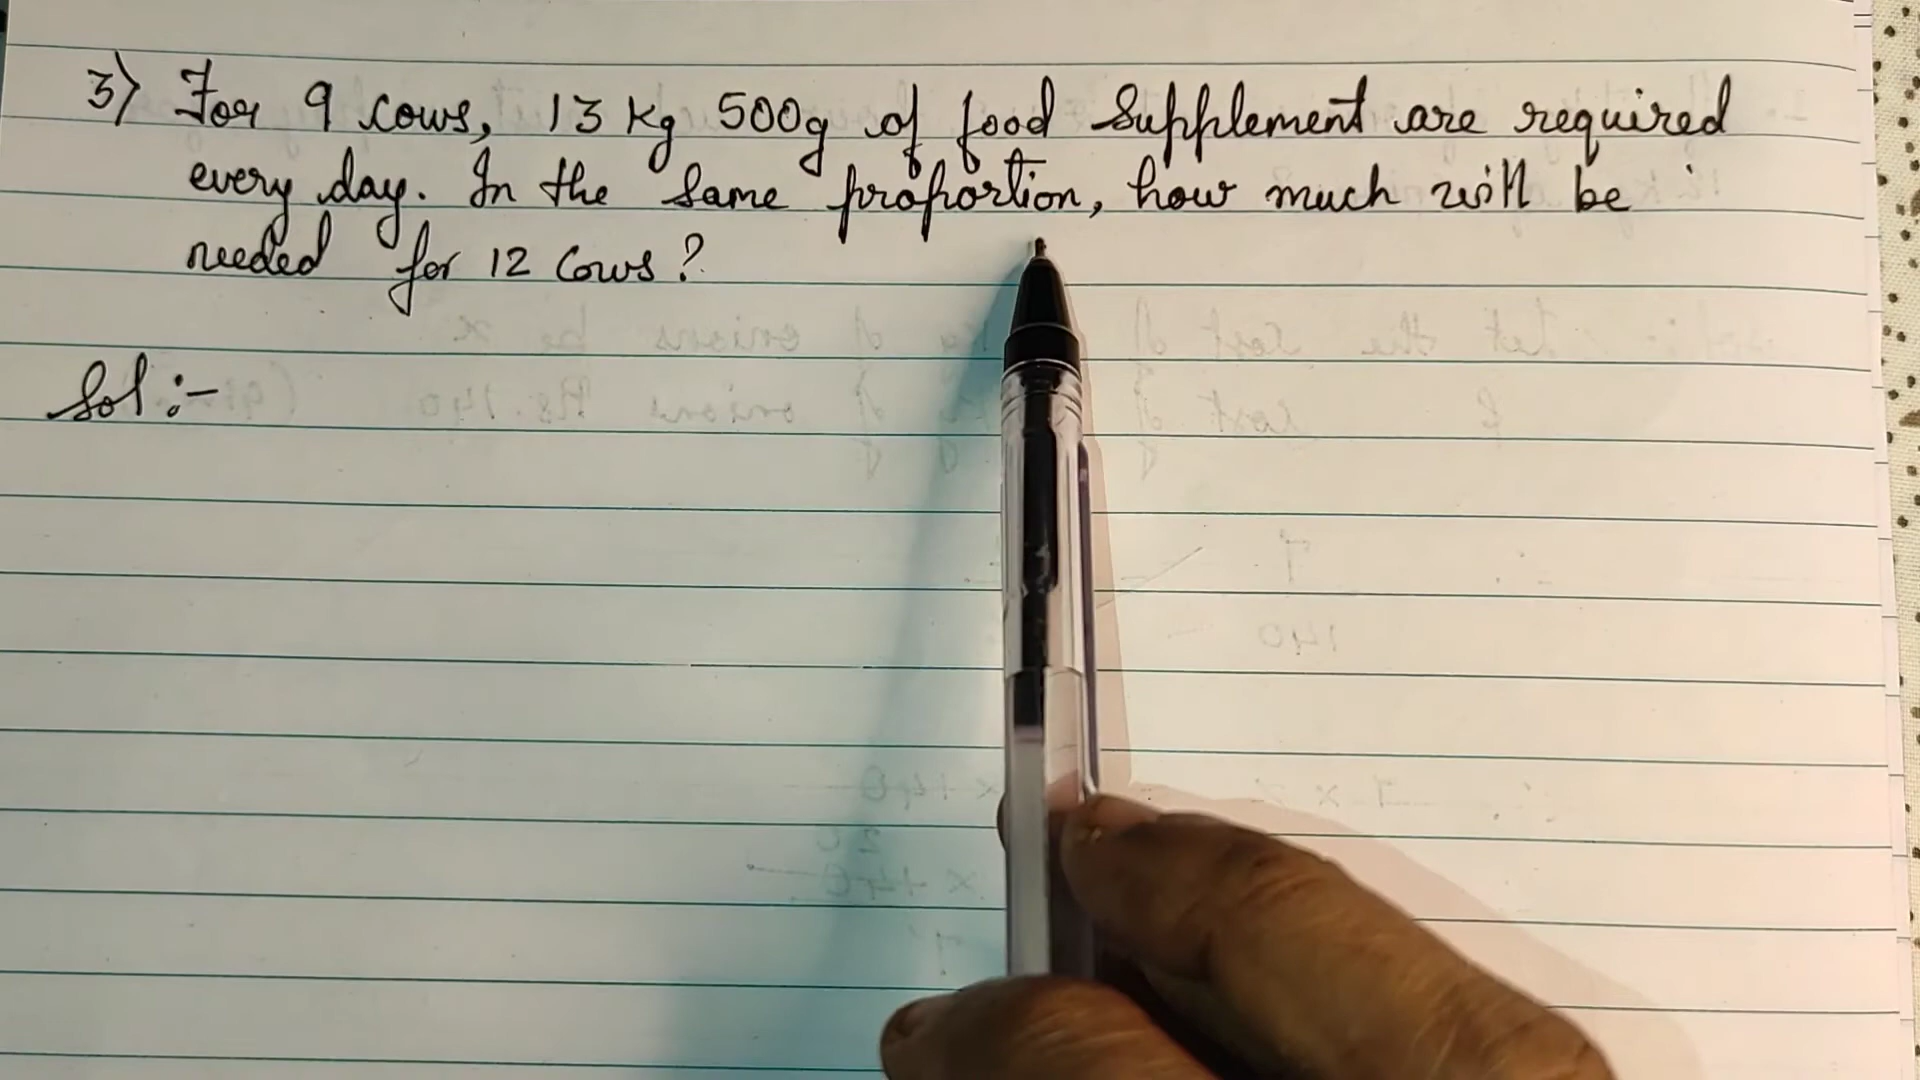 3) For 9 cows, 13 kg 500g of food Supplement are required
every day. In the same proportion, how much will be
needed for 12 cows?
Sol:-